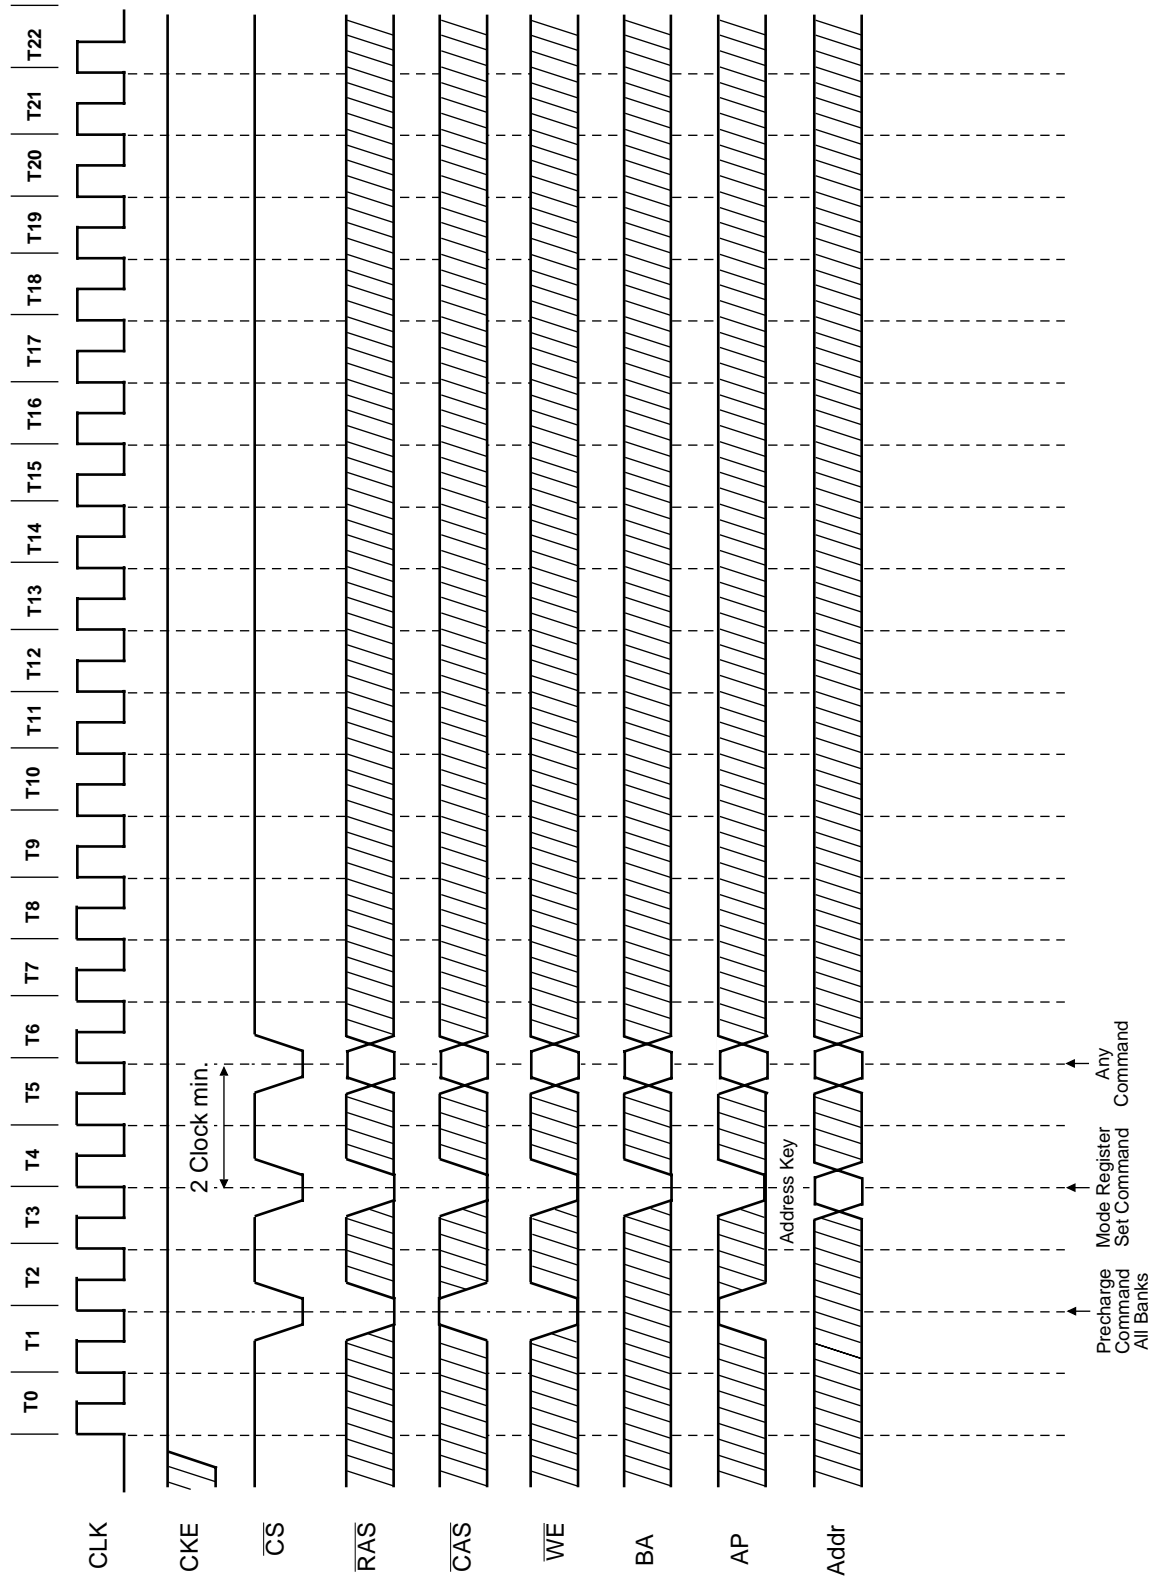 T0 T1 T2 T3 T4 T5 T6 T7 T8 T9 T10 T11 T12 T13 T14 T15 T16 T17 T18 T19 T20 T21 T22
CLK
CKE
2 Clock min.
CS
RAS
CAS
WE
BA
AP
Address Key
Addr
Precharge
Command
All Banks
Mode Register
Set Command
Any
Command